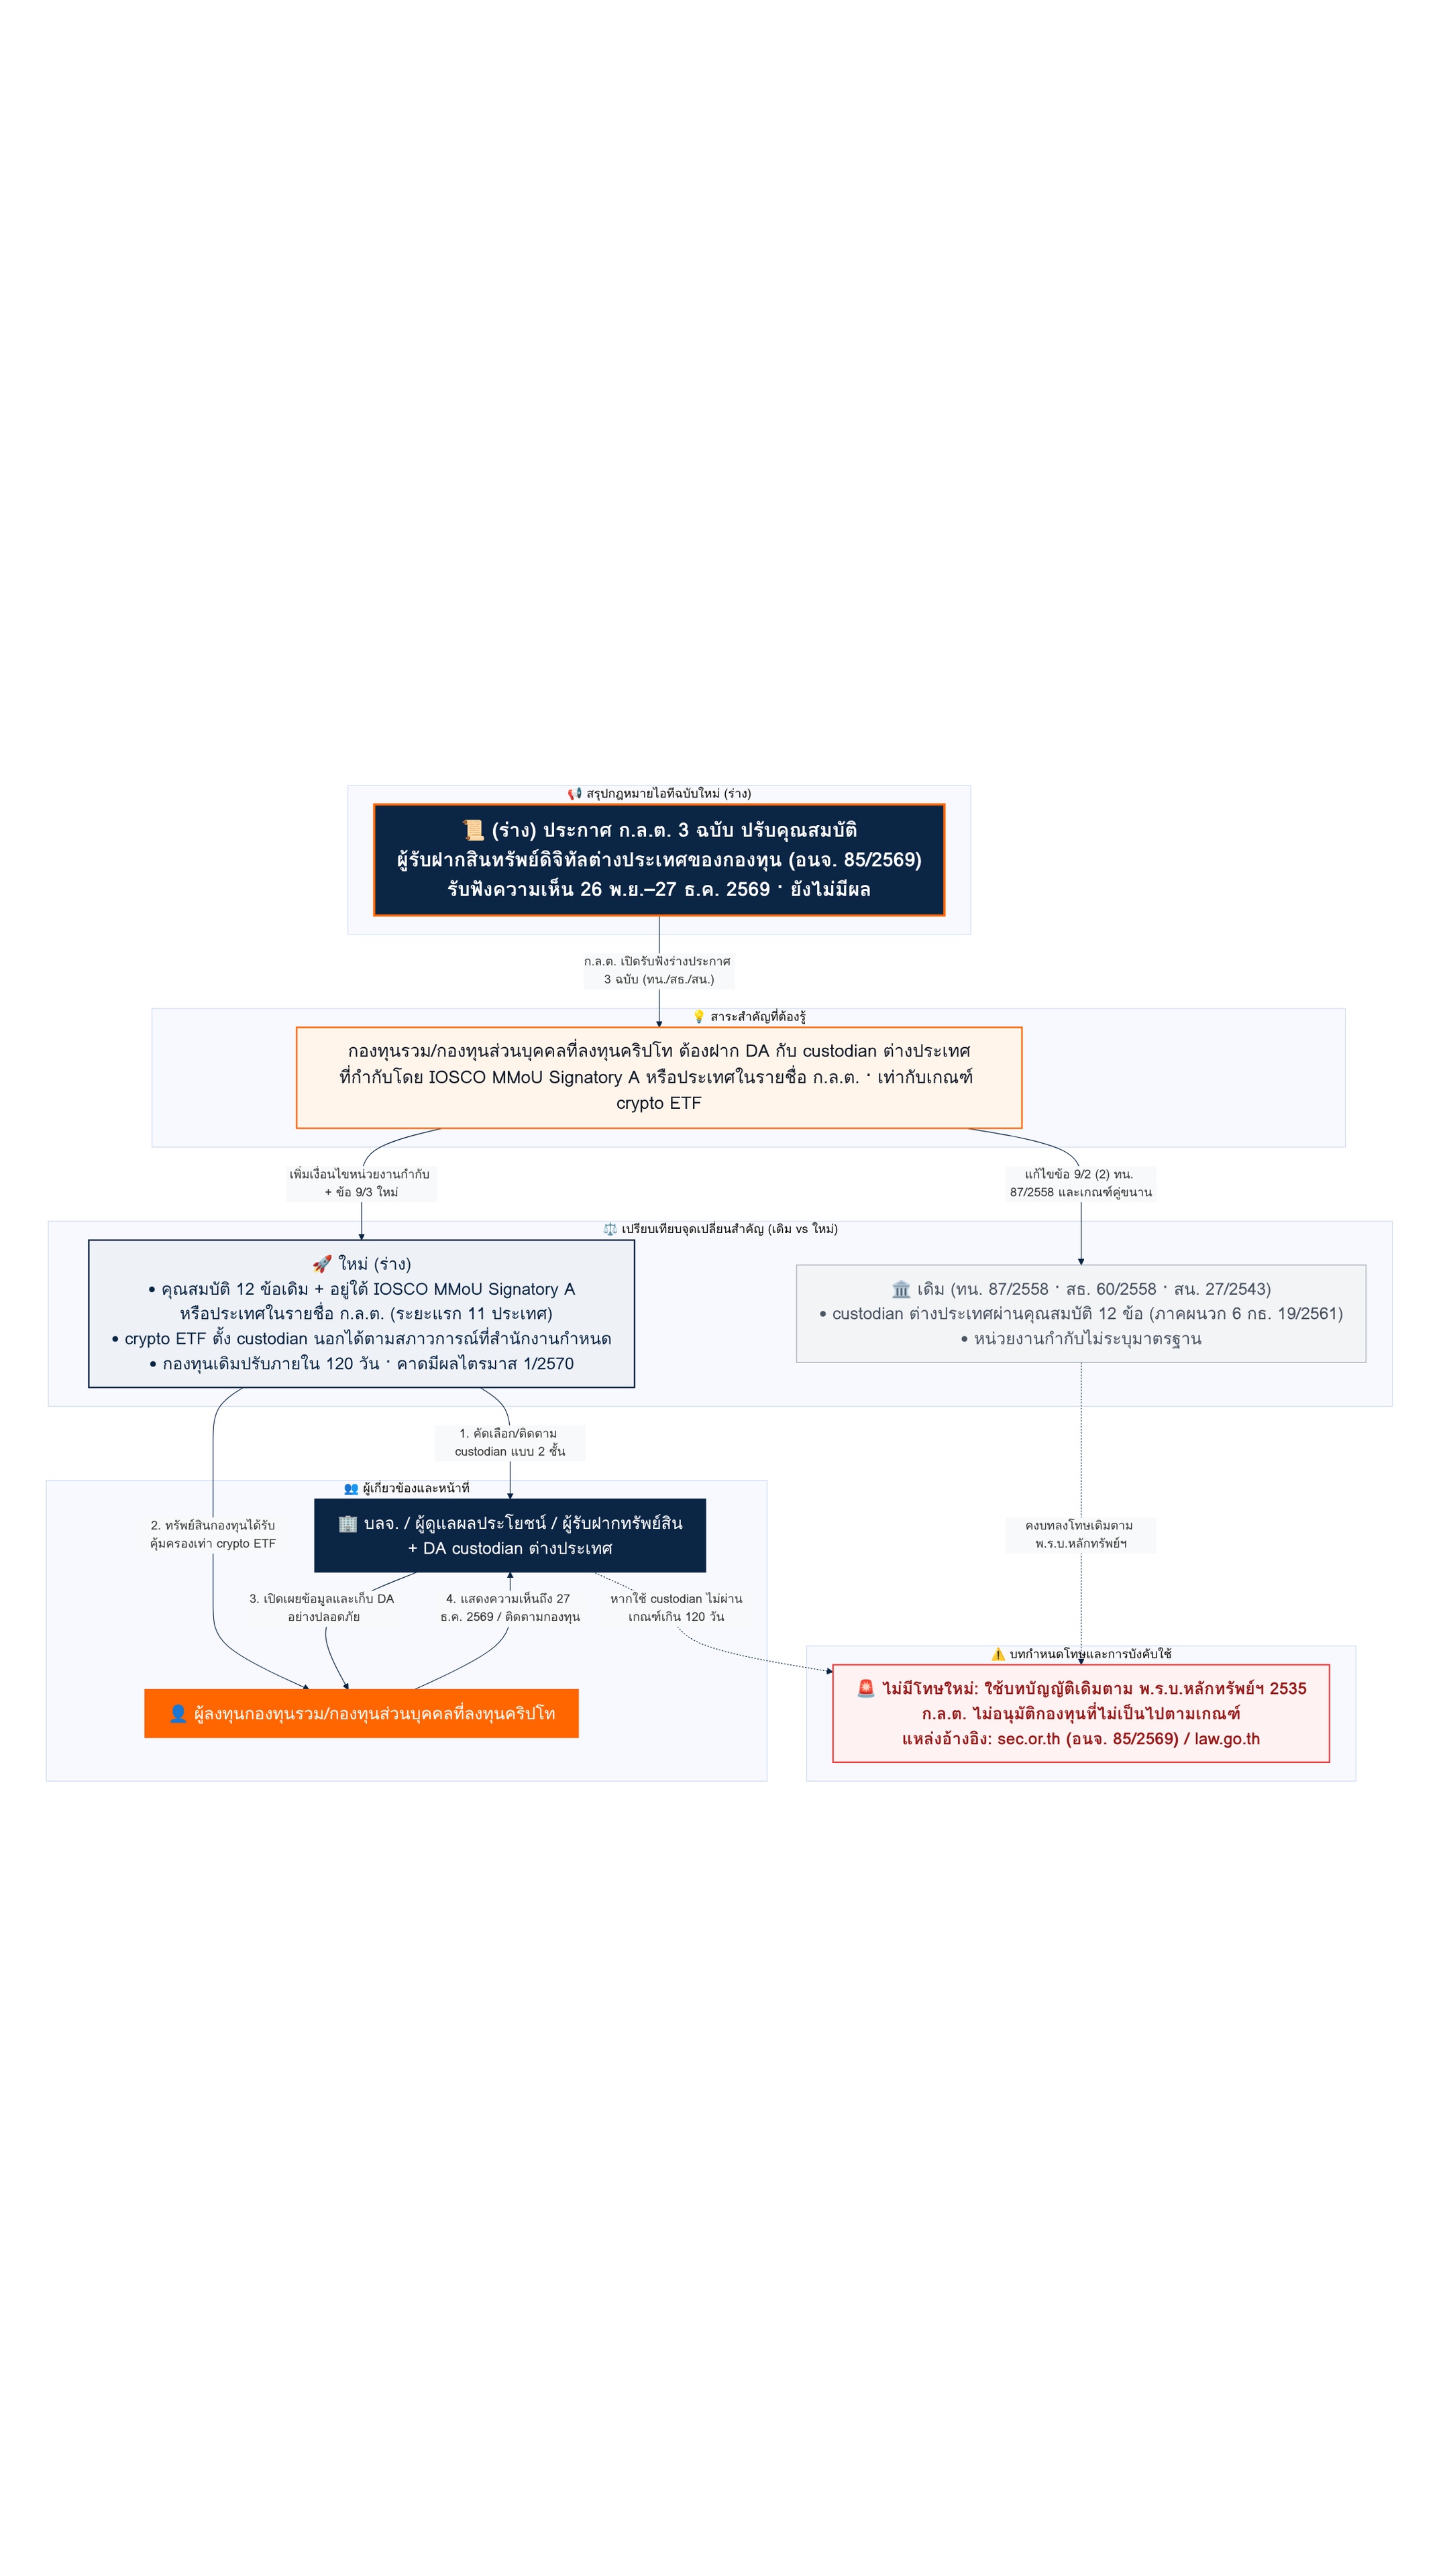 📢 สรุปกฎหมายไอทีฉบับใหม่ (ร่าง)
📜 (ร่าง) ประกาศ ก.ล.ต. 3 ฉบับ ปรับคุณสมบัติ
ผู้รับฝากสินทรัพย์ดิจิทัลต่างประเทศของกองทุน (อนจ. 85/2569)
รับฟังความเห็น 26 พ.ย.–27 ธ.ค. 2569 · ยังไม่มีผล
ก.ล.ต. เปิดรับฟังร่างประกาศ
3 ฉบับ (ทน./สธ./สน.)
💡 สาระสำคัญที่ต้องรู้
กองทุนรวม/กองทุนส่วนบุคคลที่ลงทุนคริปโท ต้องฝาก DA กับ custodian ต่างประเทศ
ที่กำกับโดย IOSCO MMoU Signatory A หรือประเทศในรายชื่อ ก.ล.ต. · เท่ากับเกณฑ์
crypto ETF
เพิ่มเงื่อนไขหน่วยงานกำกับ
+ ข้อ 9/3 ใหม่
แก้ไขข้อ 9/2 (2) ทน.
87/2558 และเกณฑ์คู่ขนาน
⚖️ เปรียบเทียบจุดเปลี่ยนสำคัญ (เดิม vs ใหม่)
🚀 ใหม่ (ร่าง)
• คุณสมบัติ 12 ข้อเดิม + อยู่ใต้ IOSCO MMoU Signatory A
หรือประเทศในรายชื่อ ก.ล.ต. (ระยะแรก 11 ประเทศ)
• crypto ETF ตั้ง custodian นอกได้ตามสภาวการณ์ที่สำนักงานกำหนด
• กองทุนเดิมปรับภายใน 120 วัน · คาดมีผลไตรมาส 1/2570
🏛️ เดิม (ทน. 87/2558 · สธ. 60/2558 · สน. 27/2543)
• custodian ต่างประเทศผ่านคุณสมบัติ 12 ข้อ (ภาคผนวก 6 กธ. 19/2561)
• หน่วยงานกำกับไม่ระบุมาตรฐาน
1. คัดเลือก/ติดตาม
custodian แบบ 2 ชั้น
👥 ผู้เกี่ยวข้องและหน้าที่
🏢 บลจ. / ผู้ดูแลผลประโยชน์ / ผู้รับฝากทรัพย์สิน
+ DA custodian ต่างประเทศ
2. ทรัพย์สินกองทุนได้รับ
คุ้มครองเท่า crypto ETF
คงบทลงโทษเดิมตาม
พ.ร.บ.หลักทรัพย์ฯ
3. เปิดเผยข้อมูลและเก็บ DA
อย่างปลอดภัย
4. แสดงความเห็นถึง 27
ธ.ค. 2569 / ติดตามกองทุน
หากใช้ custodian ไม่ผ่าน
เกณฑ์เกิน 120 วัน
👤 ผู้ลงทุนกองทุนรวม/กองทุนส่วนบุคคลที่ลงทุนคริปโท
⚠️ บทกำหนดโทษและการบังคับใช้
🚨 ไม่มีโทษใหม่: ใช้บทบัญญัติเดิมตาม พ.ร.บ.หลักทรัพย์ฯ 2535
ก.ล.ต. ไม่อนุมัติกองทุนที่ไม่เป็นไปตามเกณฑ์
แหล่งอ้างอิง: sec.or.th (อนจ. 85/2569) / law.go.th